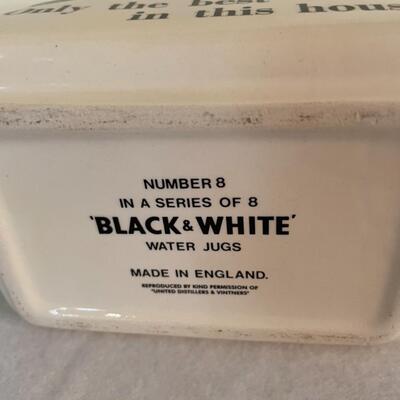 Only the best
in this hous
NUMBER 8
IN A SERIES OF 8
'BLACK & WHITE'
WATER JUGS
MADE IN ENGLAND.
REPRODUCED BY KIND PERMISSION OF
"UNITED DISTILLERS & VINTNERS"